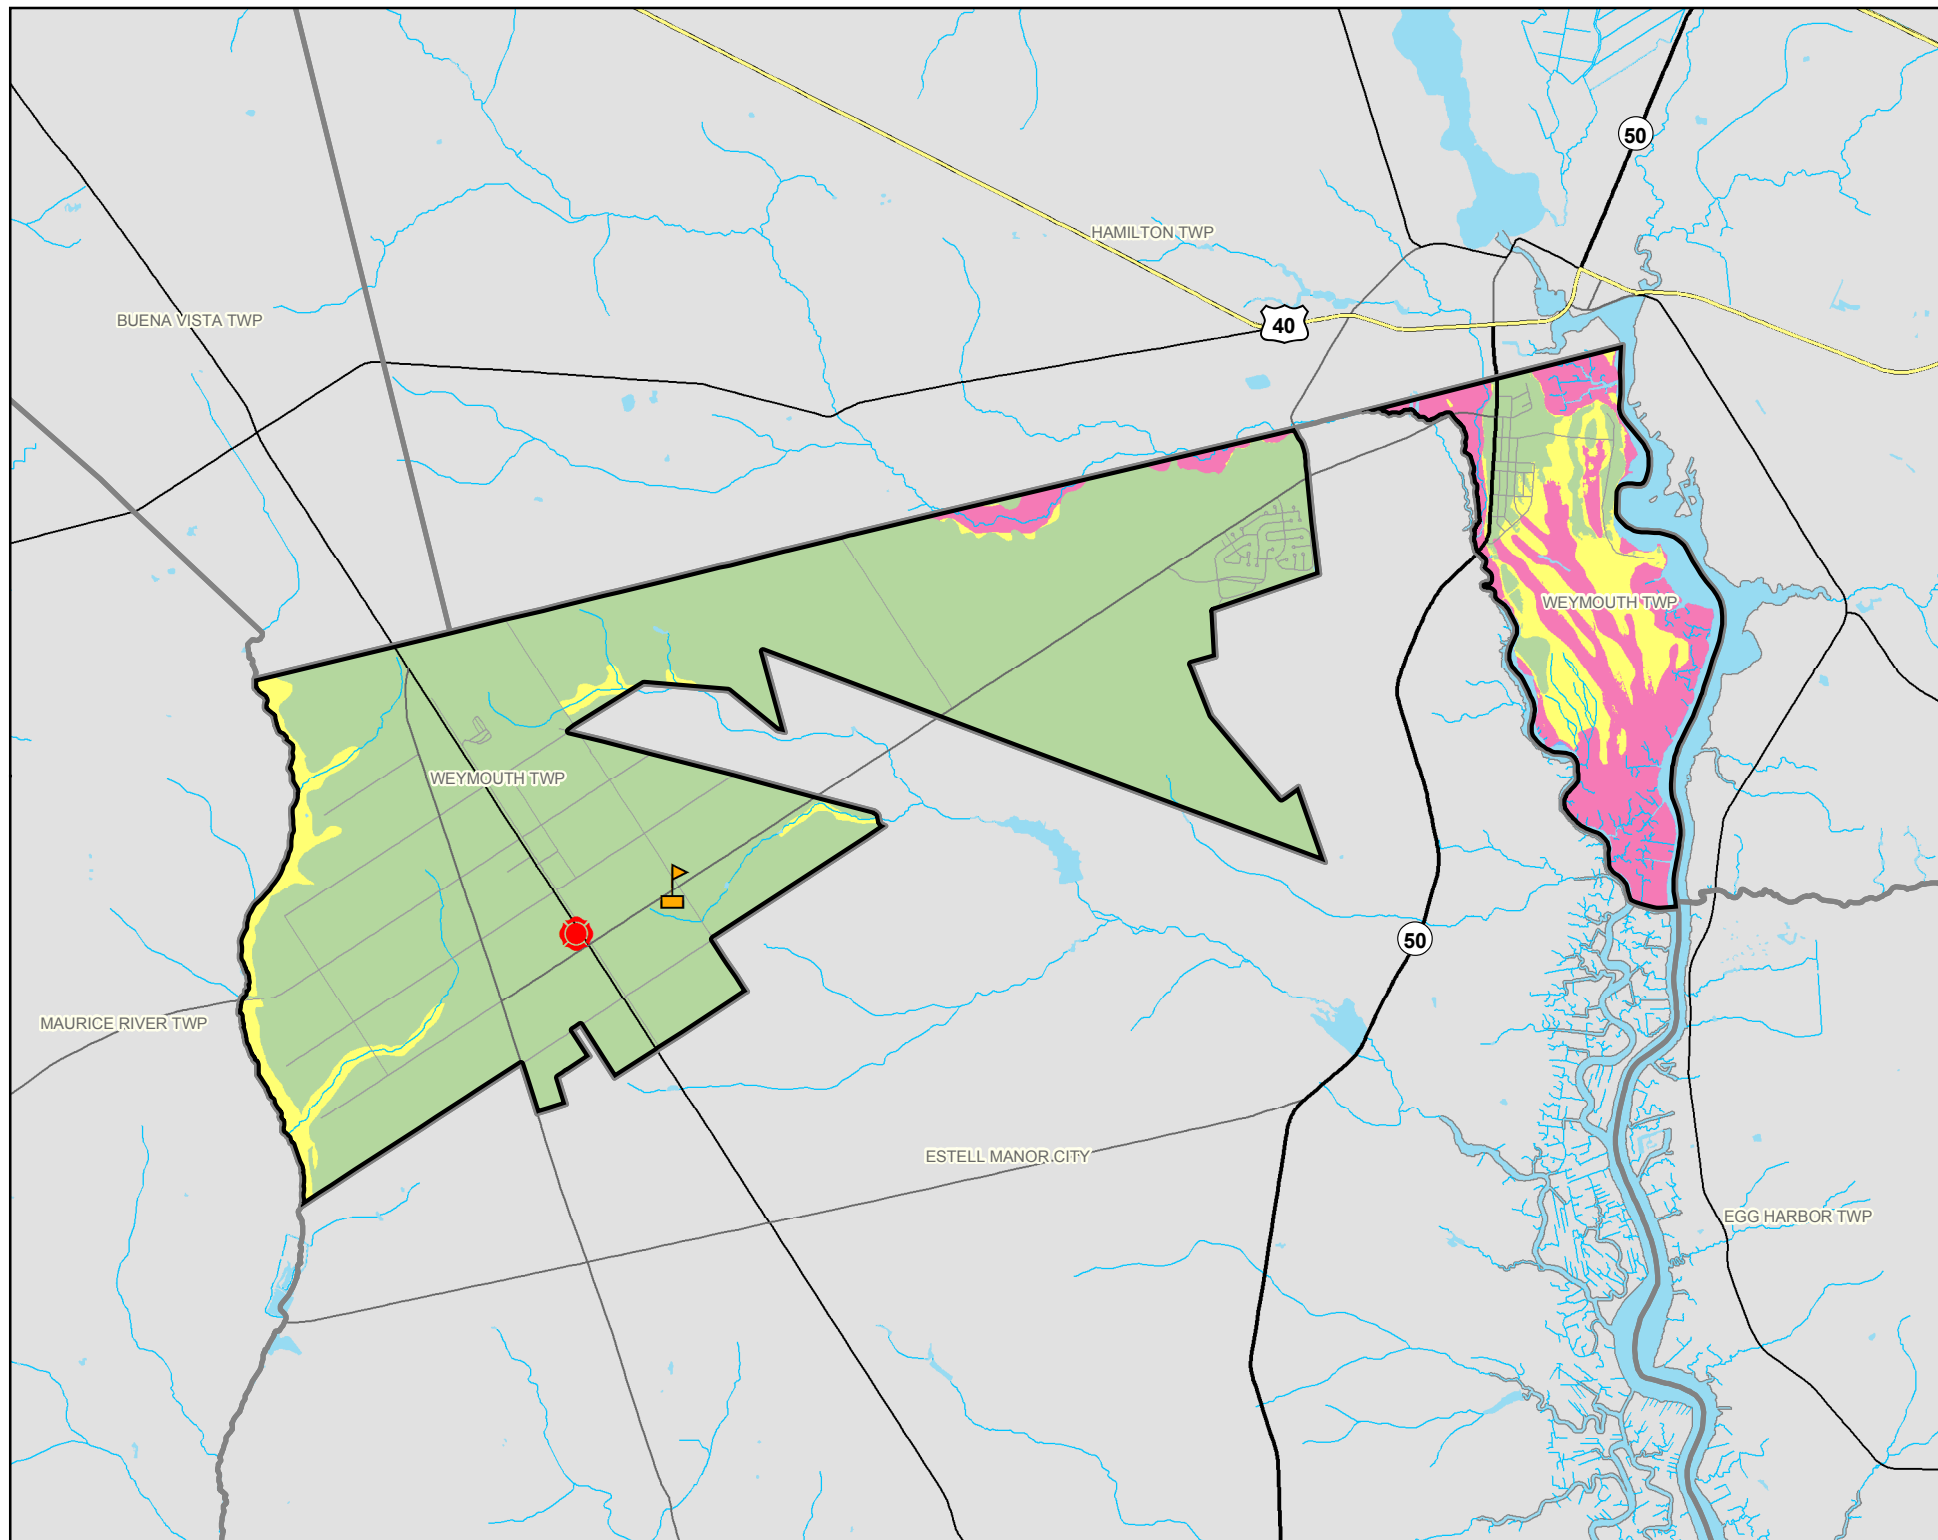 50
HAMILTON TWP
BUENA VISTA TWP
40
WEYMOUTH TWP
WEYMOUTH TWP
50
MAURICE RIVER TWP
ESTELL MANOR CITY
EGG HARBOR TWP